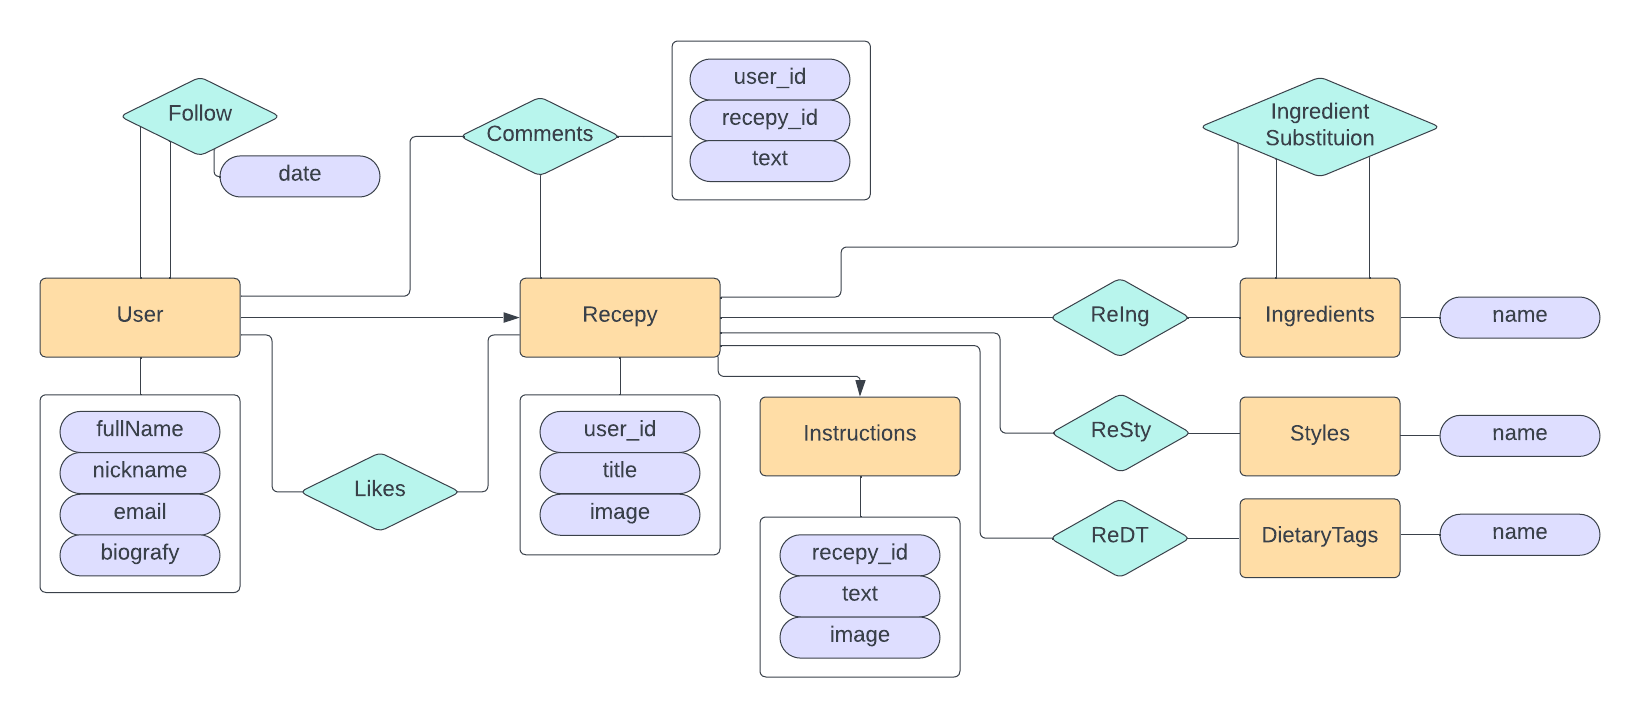 Follow
date
Comments
user_id
recepy_id
text
Ingredient
Substituion
User
Recepy
ReIng
Ingredients
name
fullName
nickname
email
biografy
Likes
user_id
title
image
Instructions
recepy_id
text
image
ReSty
Styles
name
ReDT
DietaryTags
name